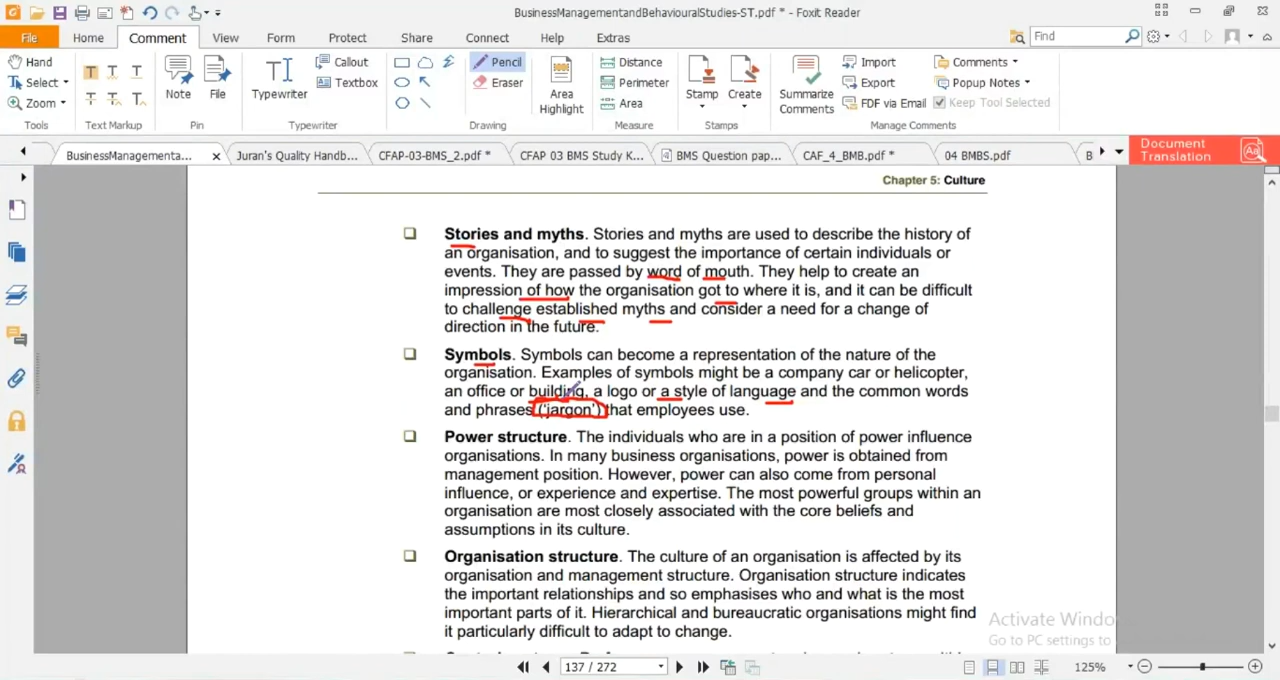 BusinessManagementandBehaviouralStudies-ST.pdf * - Foxit Reader
File Home Comment View Form Protect Share Connect Help Extras Find
Hand Callout Pencil Distance Import Comments
Select Textbox Eraser Perimeter Export Popup Notes
Zoom Note File Typewriter Area Highlight Area Stamp Create Summarize Comments FDF via Email Keep Tool Selected
Tools Text Markup Pin Typewriter Drawing Measure Stamps Manage Comments
BusinessManagementa... Juran's Quality Handb... CFAP-03-BMS_2.pdf * CFAP 03 BMS Study K... BMS Question pap... CAF_4_BMB.pdf * 04 BMBS.pdf B Document Translation
Chapter 5: Culture
Stories and myths. Stories and myths are used to describe the history of
an organisation, and to suggest the importance of certain individuals or
events. They are passed by word of mouth. They help to create an
impression of how the organisation got to where it is, and it can be difficult
to challenge established myths and consider a need for a change of
direction in the future.
Symbols. Symbols can become a representation of the nature of the
organisation. Examples of symbols might be a company car or helicopter,
an office or building, a logo or a style of language and the common words
and phrases ('jargon') that employees use.
Power structure. The individuals who are in a position of power influence
organisations. In many business organisations, power is obtained from
management position. However, power can also come from personal
influence, or experience and expertise. The most powerful groups within an
organisation are most closely associated with the core beliefs and
assumptions in its culture.
Organisation structure. The culture of an organisation is affected by its
organisation and management structure. Organisation structure indicates
the important relationships and so emphasises who and what is the most
important parts of it. Hierarchical and bureaucratic organisations might find
it particularly difficult to adapt to change.
Activate Windo
Go to PC settings to
137 / 272 125%